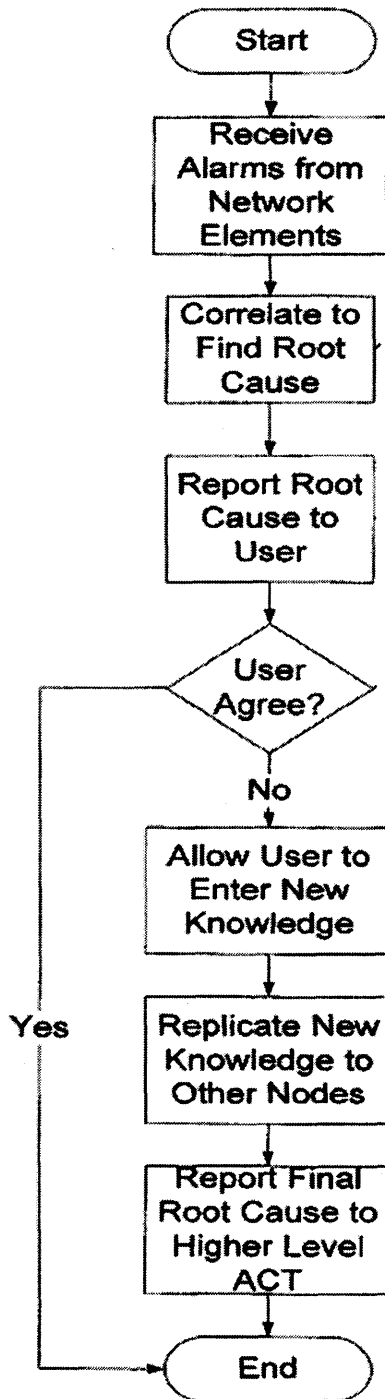 Start
Receive
Alarms from
Network
Elements
Correlate to
Find Root
Cause
Report Root
Cause to
User
User
Agree?
No
Allow User to
Enter New
Knowledge
Yes
Replicate New
Knowledge to
Other Nodes
Report Final
Root Cause to
Higher Level
ACT
End